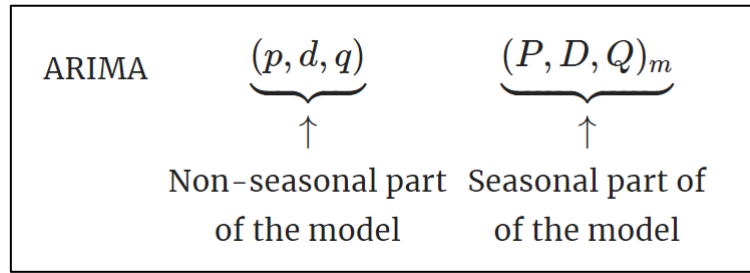 ARIMA (p, d, q) (P, D, Q)m
↑ ↑
Non-seasonal part Seasonal part of
of the model of the model